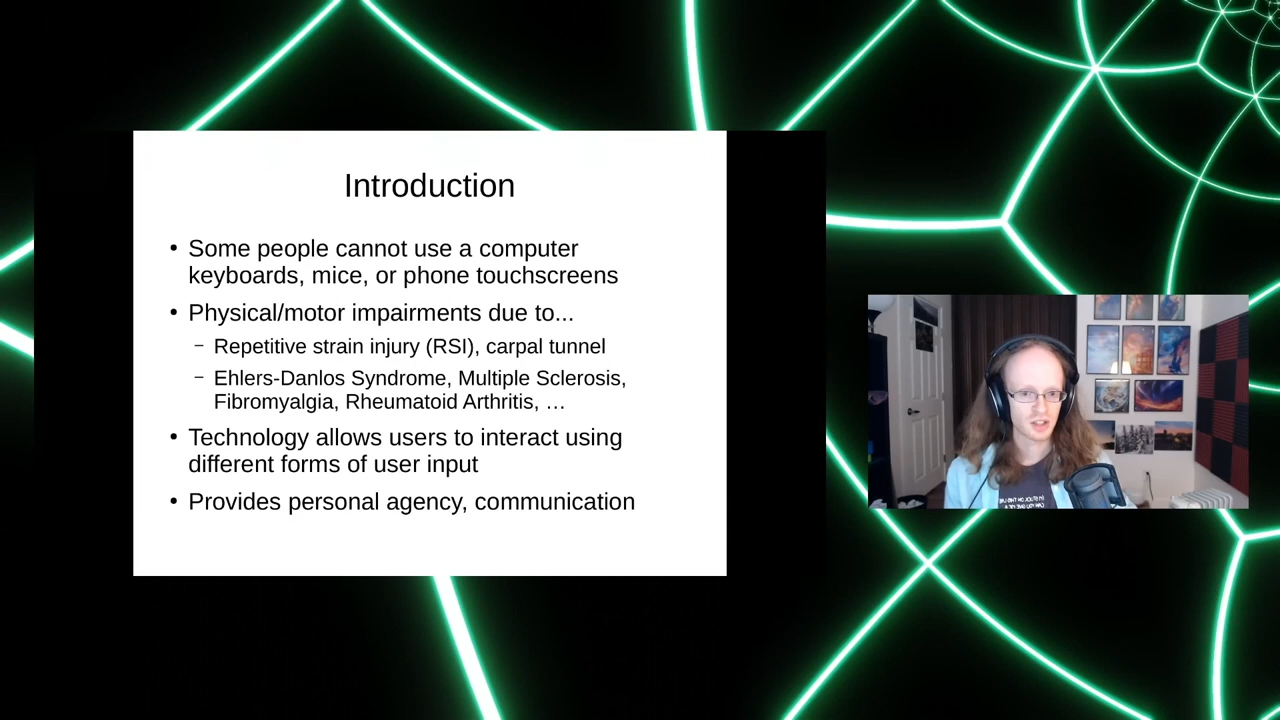 Introduction
• Some people cannot use a computer
keyboards, mice, or phone touchscreens
• Physical/motor impairments due to...
– Repetitive strain injury (RSI), carpal tunnel
– Ehlers-Danlos Syndrome, Multiple Sclerosis,
Fibromyalgia, Rheumatoid Arthritis, …
• Technology allows users to interact using
different forms of user input
• Provides personal agency, communication